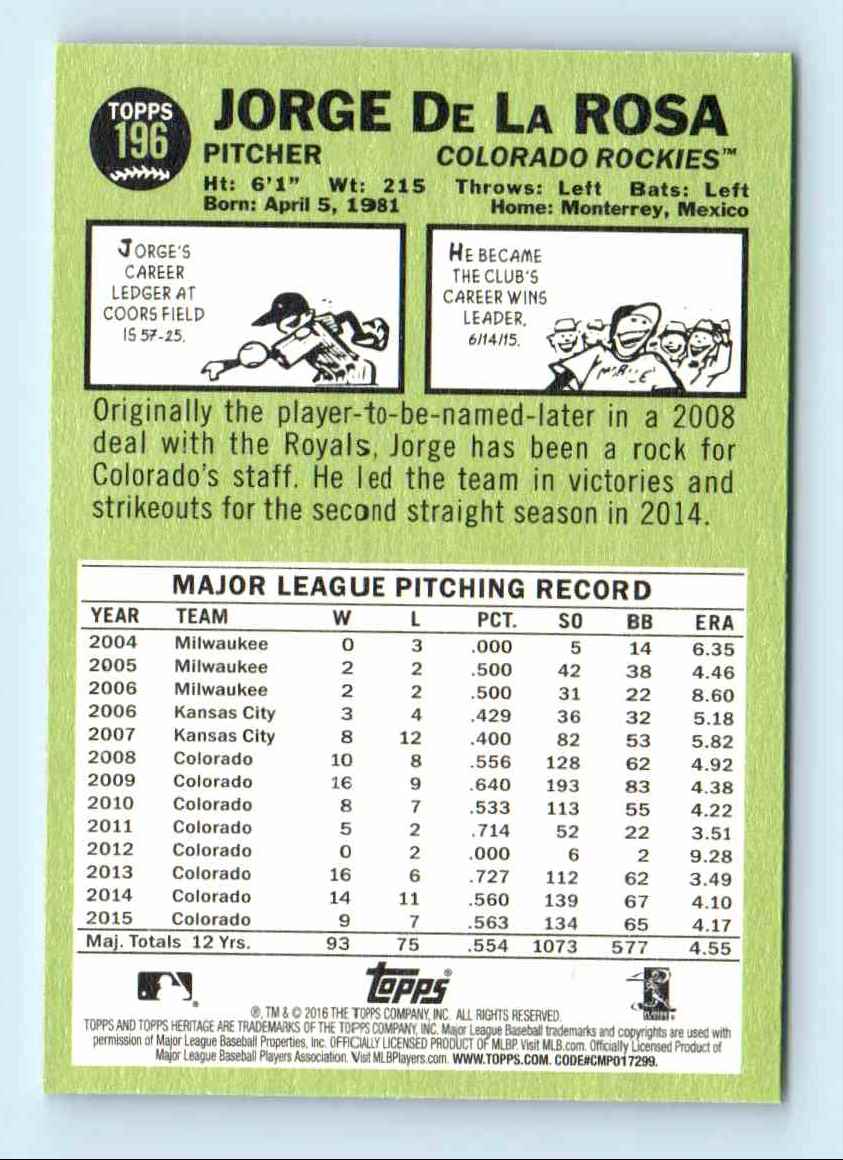 TOPPS
196
JORGE DE LA ROSA
PITCHER COLORADO ROCKIES™
Ht: 6'1" Wt: 215 Throws: Left Bats: Left
Born: April 5, 1981 Home: Monterrey, Mexico
JORGE'S
CAREER
LEDGER AT
COORS FIELD
IS 57-25.
HE BECAME
THE CLUB'S
CAREER WINS
LEADER,
6/14/15.
Originally the player-to-be-named-later in a 2008
deal with the Royals, Jorge has been a rock for
Colorado's staff. He led the team in victories and
strikeouts for the second straight season in 2014.
MAJOR LEAGUE PITCHING RECORD
YEAR TEAM W L PCT. SO BB ERA
2004 Milwaukee 0 3 .000 5 14 6.35
2005 Milwaukee 2 2 .500 42 38 4.46
2006 Milwaukee 2 2 .500 31 22 8.60
2006 Kansas City 3 4 .429 36 32 5.18
2007 Kansas City 8 12 .400 82 53 5.82
2008 Colorado 10 8 .556 128 62 4.92
2009 Colorado 16 9 .640 193 83 4.38
2010 Colorado 8 7 .533 113 55 4.22
2011 Colorado 5 2 .714 52 22 3.51
2012 Colorado 0 2 .000 6 2 9.28
2013 Colorado 16 6 .727 112 62 3.49
2014 Colorado 14 11 .560 139 67 4.10
2015 Colorado 9 7 .563 134 65 4.17
Maj. Totals 12 Yrs. 93 75 .554 1073 577 4.55
TOPPS®
®, TM & © 2016 THE TOPPS COMPANY, INC. ALL RIGHTS RESERVED.
TOPPS AND TOPPS HERITAGE ARE TRADEMARKS OF THE TOPPS COMPANY, INC. Major League Baseball trademarks and copyrights are used with
permission of Major League Baseball Properties, Inc. OFFICIALLY LICENSED PRODUCT OF MLBP. Visit MLB.com. Officially Licensed Product of
Major League Baseball Players Association. Visit MLBPlayers.com. WWW.TOPPS.COM. CODE#CMP017299.